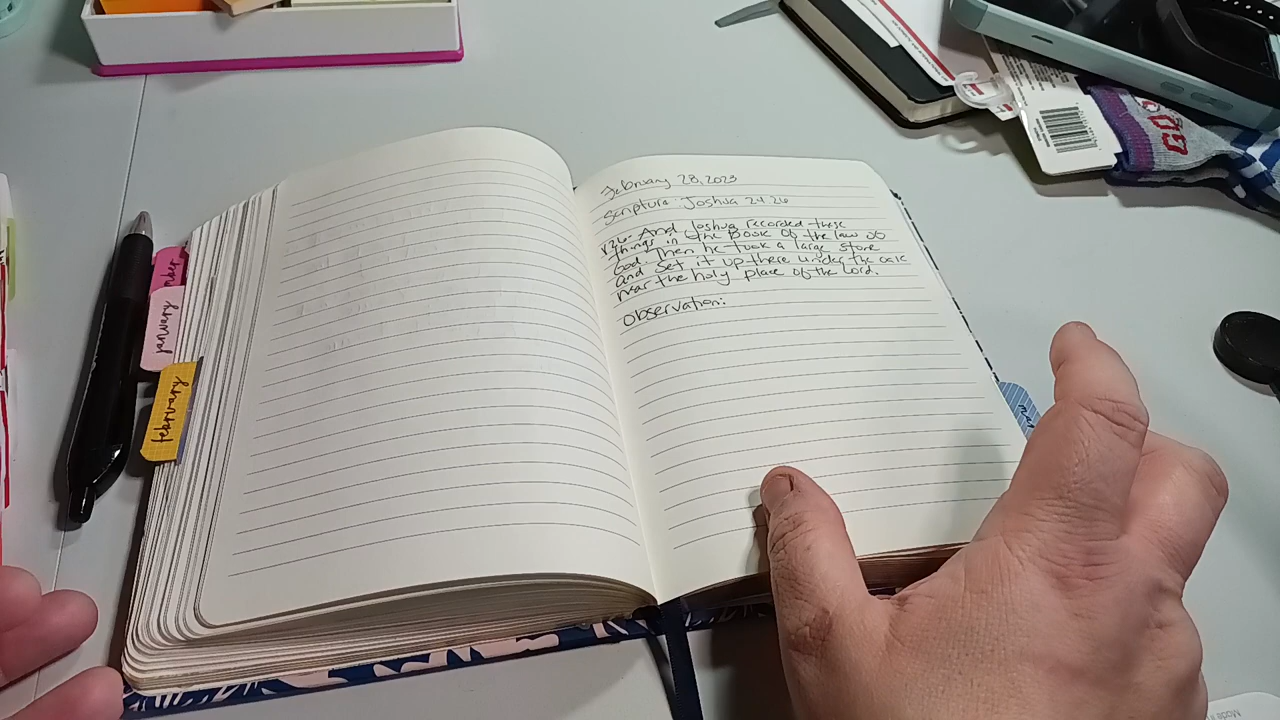 February 28, 2023
Scripture: Joshua 24:26
v26: And Joshua recorded these
things in the Book of the law of
God. Then he took a large stone
and set it up there under the oak
near the holy place of the Lord.
Observation:
january
february